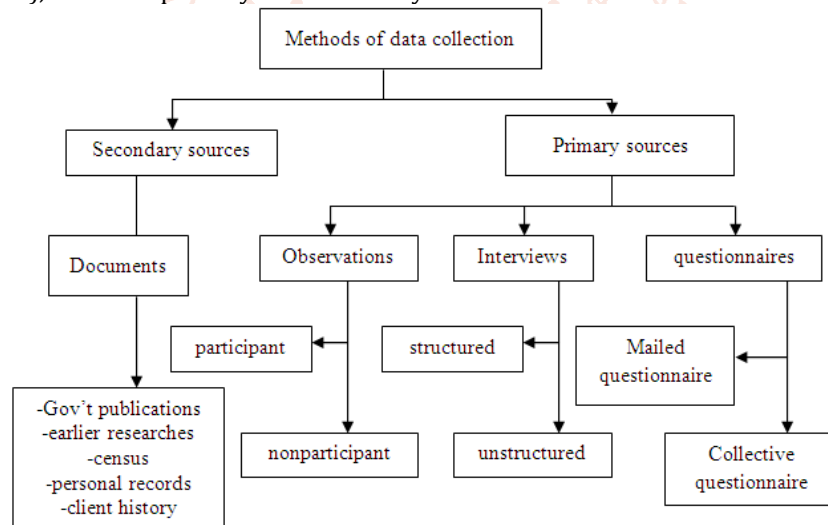 Methods of data collection
Secondary sources
Primary sources
Documents
Observations
Interviews
questionnaires
participant
structured
Mailed
questionnaire
-Gov't publications
-earlier researches
-census
-personal records
-client history
nonparticipant
unstructured
Collective
questionnaire